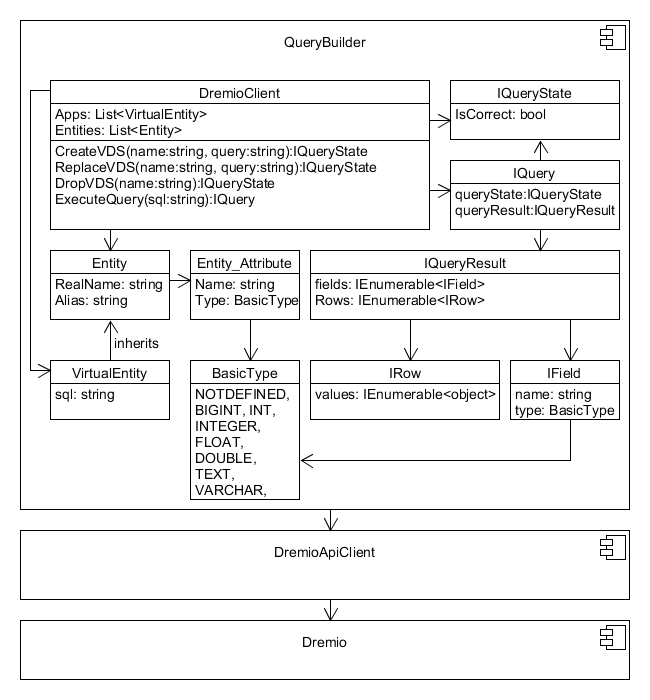 QueryBuilder
DremioClient
Apps: List<VirtualEntity>
Entities: List<Entity>
CreateVDS(name:string, query:string):IQueryState
ReplaceVDS(name:string, query:string):IQueryState
DropVDS(name:string):IQueryState
ExecuteQuery(sql:string):IQuery
IQueryState
IsCorrect: bool
IQuery
queryState:IQueryState
queryResult:IQueryResult
Entity
RealName: string
Alias: string
Entity_Attribute
Name: string
Type: BasicType
IQueryResult
fields: IEnumerable<IField>
Rows: IEnumerable<IRow>
inherits
VirtualEntity
sql: string
BasicType
NOTDEFINED,
BIGINT, INT,
INTEGER,
FLOAT,
DOUBLE,
TEXT,
VARCHAR,
IRow
values: IEnumerable<object>
IField
name: string
type: BasicType
DremioApiClient
Dremio